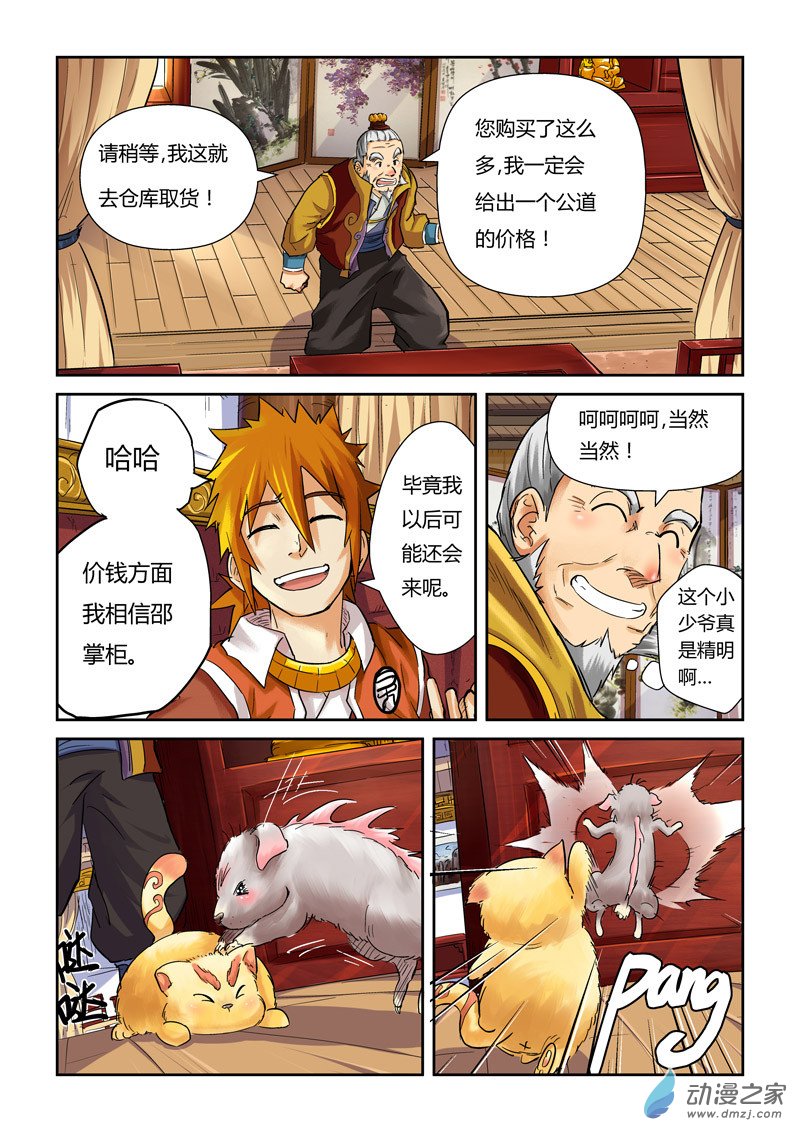 请稍等,我这就
去仓库取货！
您购买了这么
多,我一定会
给出一个公道
的价格！
哈哈
价钱方面
我相信邵
掌柜。
毕竟我
以后可
能还会
来呢。
呵呵呵呵,当然
当然！
这个小
少爷真
是精明
啊...
哒
哒
pang
动漫之家
www.dmzj.com